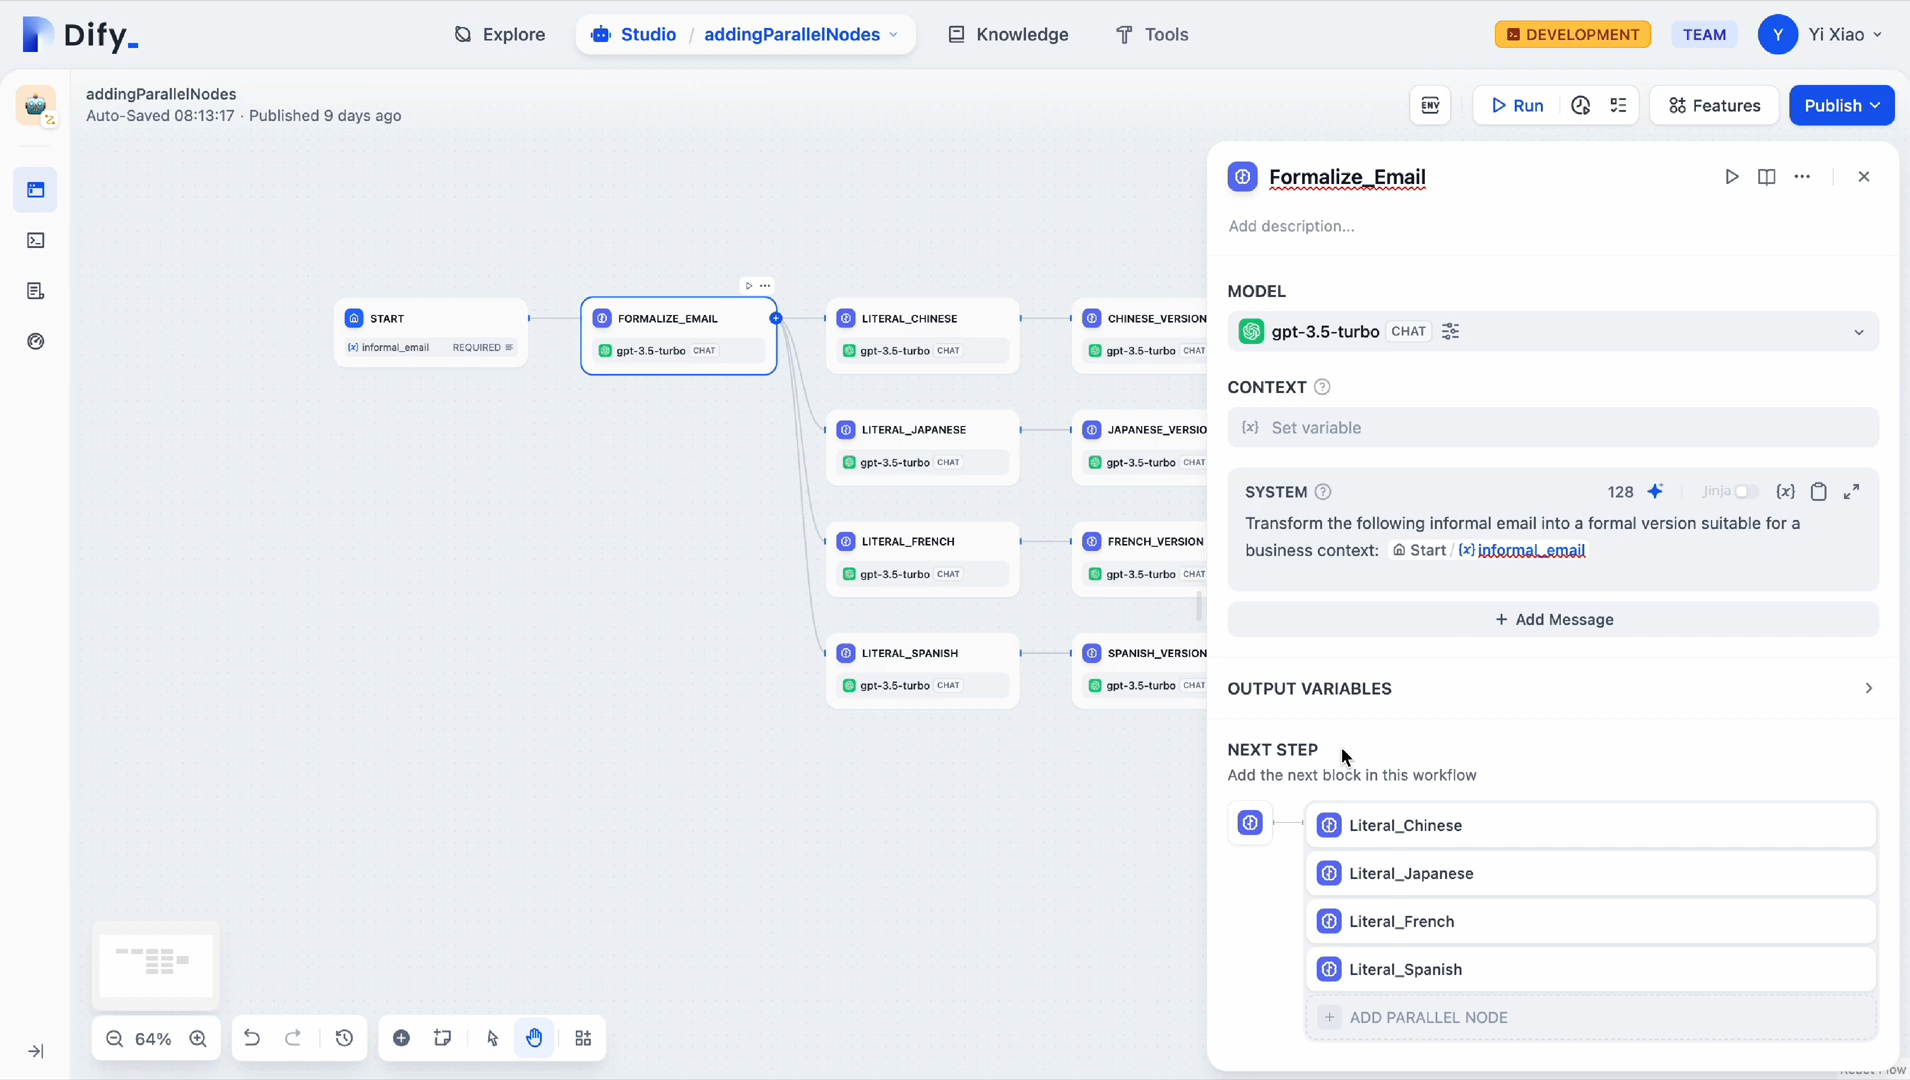 Dify_
Explore
Studio / addingParallelNodes
Knowledge
Tools
DEVELOPMENT
TEAM
Y
Yi Xiao
addingParallelNodes
Auto-Saved 08:13:17 · Published 9 days ago
ENV
Run
Features
Publish
START
{x} informal_email REQUIRED
FORMALIZE_EMAIL
gpt-3.5-turbo CHAT
LITERAL_CHINESE
gpt-3.5-turbo CHAT
CHINESE_VERSION
gpt-3.5-turbo CHAT
LITERAL_JAPANESE
gpt-3.5-turbo CHAT
JAPANESE_VERSIO
gpt-3.5-turbo CHAT
LITERAL_FRENCH
gpt-3.5-turbo CHAT
FRENCH_VERSION
gpt-3.5-turbo CHAT
LITERAL_SPANISH
gpt-3.5-turbo CHAT
SPANISH_VERSION
gpt-3.5-turbo CHAT
64%
Formalize_Email
Add description...
MODEL
gpt-3.5-turbo CHAT
CONTEXT
{x} Set variable
SYSTEM
128
Jinja
{x}
Transform the following informal email into a formal version suitable for a
business context: Start / {x} informal_email
+ Add Message
OUTPUT VARIABLES
NEXT STEP
Add the next block in this workflow
Literal_Chinese
Literal_Japanese
Literal_French
Literal_Spanish
+ ADD PARALLEL NODE